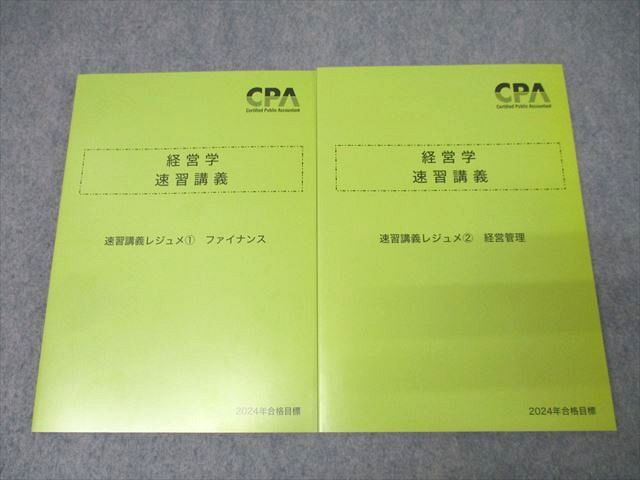 CPA
Certified Public Accountant
経営学
速習講義
速習講義レジュメ① ファイナンス
2024年合格目標
CPA
Certified Public Accountant
経営学
速習講義
速習講義レジュメ② 経営管理
2024年合格目標